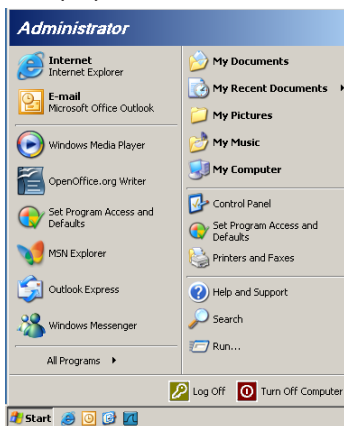 Administrator
Internet
Internet Explorer
E-mail
Microsoft Office Outlook
Windows Media Player
OpenOffice.org Writer
Set Program Access and
Defaults
MSN Explorer
Outlook Express
Windows Messenger
All Programs
My Documents
My Recent Documents
My Pictures
My Music
My Computer
Control Panel
Set Program Access and
Defaults
Printers and Faxes
Help and Support
Search
Run...
Log Off
Turn Off Computer
Start